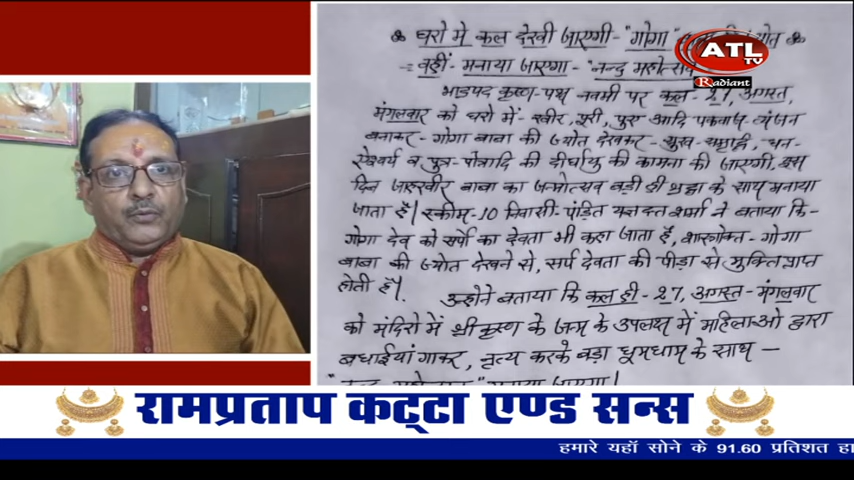 घरो मे कल देखी जाएगी - "गोगा" ज्योत
ATL
TV
Radiant
= वहीं मनाया जाएगा - "नन्द महोत्सव
भाद्रपद कृष्ण-पक्ष नवमी पर कल - 27, अगस्त,
मंगलवार को घरो में - खीर, पूरी, पुए आदि पकवान व्यंजन
बनाकर - गोगा बाबा की ज्योत देखकर - सुख-समृद्धि, धन-
ऐश्वर्य व पुत्र-पोत्रादि की दीर्घायु की कामना की जाएगी, इस
दिन जाहरवीर बाबा का जन्मोत्सव बडी ही श्रद्धा के साथ मनाया
जाता हैं। स्कीम-10 निवासी- पंड़ित यज्ञदत्त शर्मा ने बताया कि-
गोगा देव को सर्पो का देवता भी कहा जाता हैं, शास्त्रोक्त- गोगा
बाबा की ज्योत देखने से, सर्प देवता की पीड़ा से मुक्ति प्राप्त
होती हैं।
उन्होने बताया कि कल ही - 27, अगस्त - मंगलवार
को मंदिरो में श्री कृष्ण के जन्म के उपलक्ष में महिलाओ द्वारा
बधाईयां गाकर, नृत्य करके बड़ा धूमधाम के साथ -
मनाया जाएगा।
रामप्रताप कट्टा एण्ड सन्स
हमारे यहाँ सोने के 91.60 प्रतिशत हा